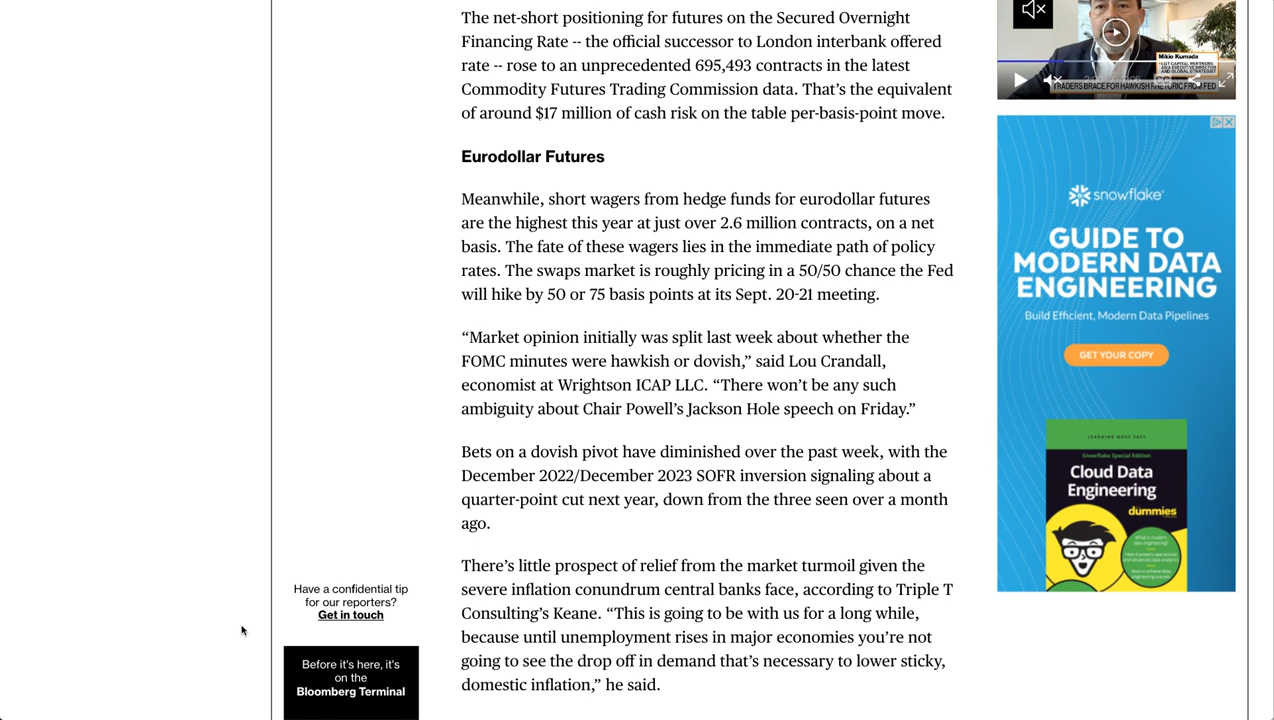 The net-short positioning for futures on the Secured Overnight
Financing Rate -- the official successor to London interbank offered
rate -- rose to an unprecedented 695,493 contracts in the latest
Commodity Futures Trading Commission data. That’s the equivalent
of around $17 million of cash risk on the table per-basis-point move.
Eurodollar Futures
Meanwhile, short wagers from hedge funds for eurodollar futures
are the highest this year at just over 2.6 million contracts, on a net
basis. The fate of these wagers lies in the immediate path of policy
rates. The swaps market is roughly pricing in a 50/50 chance the Fed
will hike by 50 or 75 basis points at its Sept. 20-21 meeting.
“Market opinion initially was split last week about whether the
FOMC minutes were hawkish or dovish,” said Lou Crandall,
economist at Wrightson ICAP LLC. “There won’t be any such
ambiguity about Chair Powell’s Jackson Hole speech on Friday.”
Bets on a dovish pivot have diminished over the past week, with the
December 2022/December 2023 SOFR inversion signaling about a
quarter-point cut next year, down from the three seen over a month
ago.
There’s little prospect of relief from the market turmoil given the
severe inflation conundrum central banks face, according to Triple T
Consulting’s Keane. “This is going to be with us for a long while,
because until unemployment rises in major economies you’re not
going to see the drop off in demand that’s necessary to lower sticky,
domestic inflation,” he said.
Have a confidential tip
for our reporters?
Get in touch
Before it's here, it's
on the
Bloomberg Terminal
Mikio Kumada
LGT CAPITAL PARTNERS
EXECUTIVE DIRECTOR
AND GLOBAL STRATEGIST
TRADERS BRACE FOR HAWKISH RHETORIC FROM FED
snowflake
GUIDE TO
MODERN DATA
ENGINEERING
Build Efficient, Modern Data Pipelines
GET YOUR COPY
LEARNING MADE EASY
Snowflake Special Edition
Cloud Data
Engineering
dummies